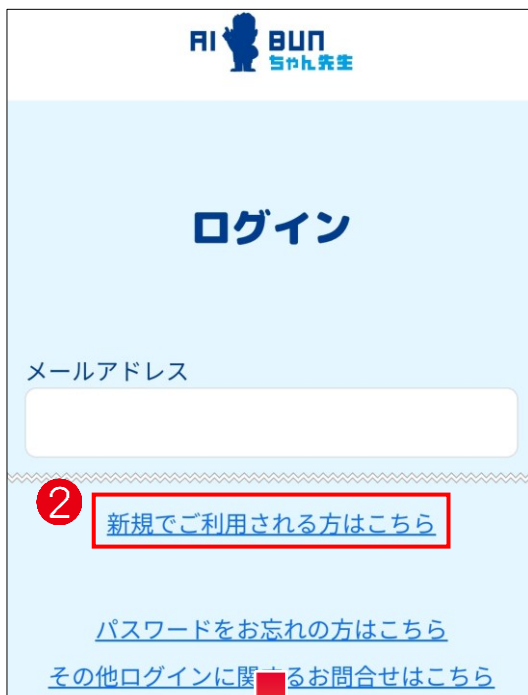 AI BUN
ちゃん先生
ログイン
メールアドレス
2
新規でご利用される方はこちら
パスワードをお忘れの方はこちら
その他ログインに関するお問合せはこちら